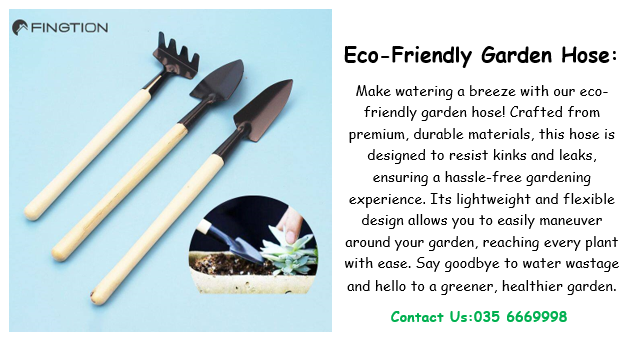 FINGTION
Eco-Friendly Garden Hose:
Make watering a breeze with our eco-
friendly garden hose! Crafted from
premium, durable materials, this hose is
designed to resist kinks and leaks,
ensuring a hassle-free gardening
experience. Its lightweight and flexible
design allows you to easily maneuver
around your garden, reaching every plant
with ease. Say goodbye to water wastage
and hello to a greener, healthier garden.
Contact Us:035 6669998